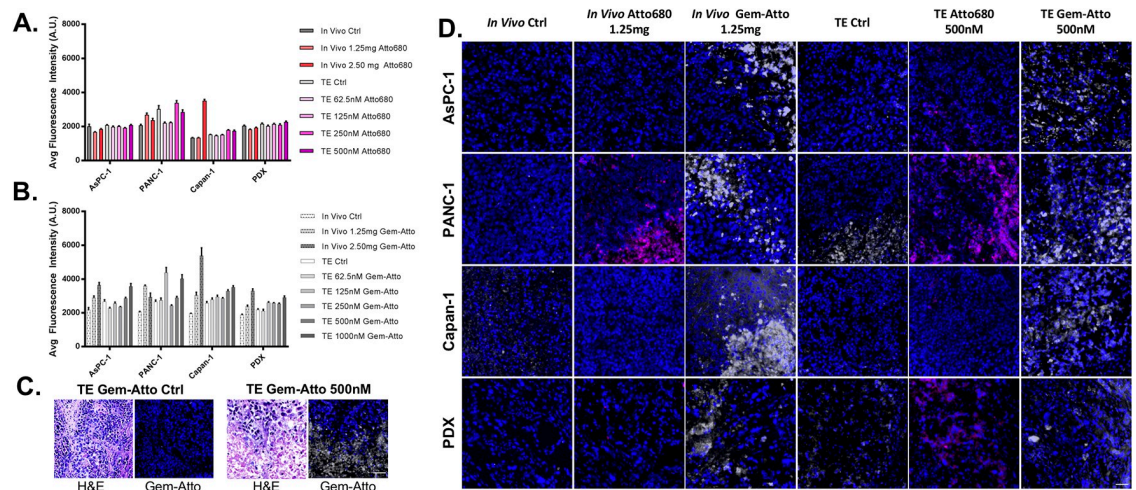 A.
Avg Fluorescence Intensity (A.U.)
8000
6000
4000
2000
0
AsPC-1
PANC-1
Capan-1
PDX
In Vivo Ctrl
In Vivo 1.25mg Atto680
In Vivo 2.50 mg Atto680
TE Ctrl
TE 62.5nM Atto680
TE 125nM Atto680
TE 250nM Atto680
TE 500nM Atto680
B.
Avg Fluorescence Intensity (A.U.)
8000
6000
4000
2000
0
AsPC-1
PANC-1
Capan-1
PDX
In Vivo Ctrl
In Vivo 1.25mg Gem-Atto
In Vivo 2.50mg Gem-Atto
TE Ctrl
TE 62.5nM Gem-Atto
TE 125nM Gem-Atto
TE 250nM Gem-Atto
TE 500nM Gem-Atto
TE 1000nM Gem-Atto
C.
TE Gem-Atto Ctrl
TE Gem-Atto 500nM
H&E
Gem-Atto
H&E
Gem-Atto
D.
In Vivo Ctrl
In Vivo Atto680
1.25mg
In Vivo Gem-Atto
1.25mg
TE Ctrl
TE Atto680
500nM
TE Gem-Atto
500nM
AsPC-1
PANC-1
Capan-1
PDX